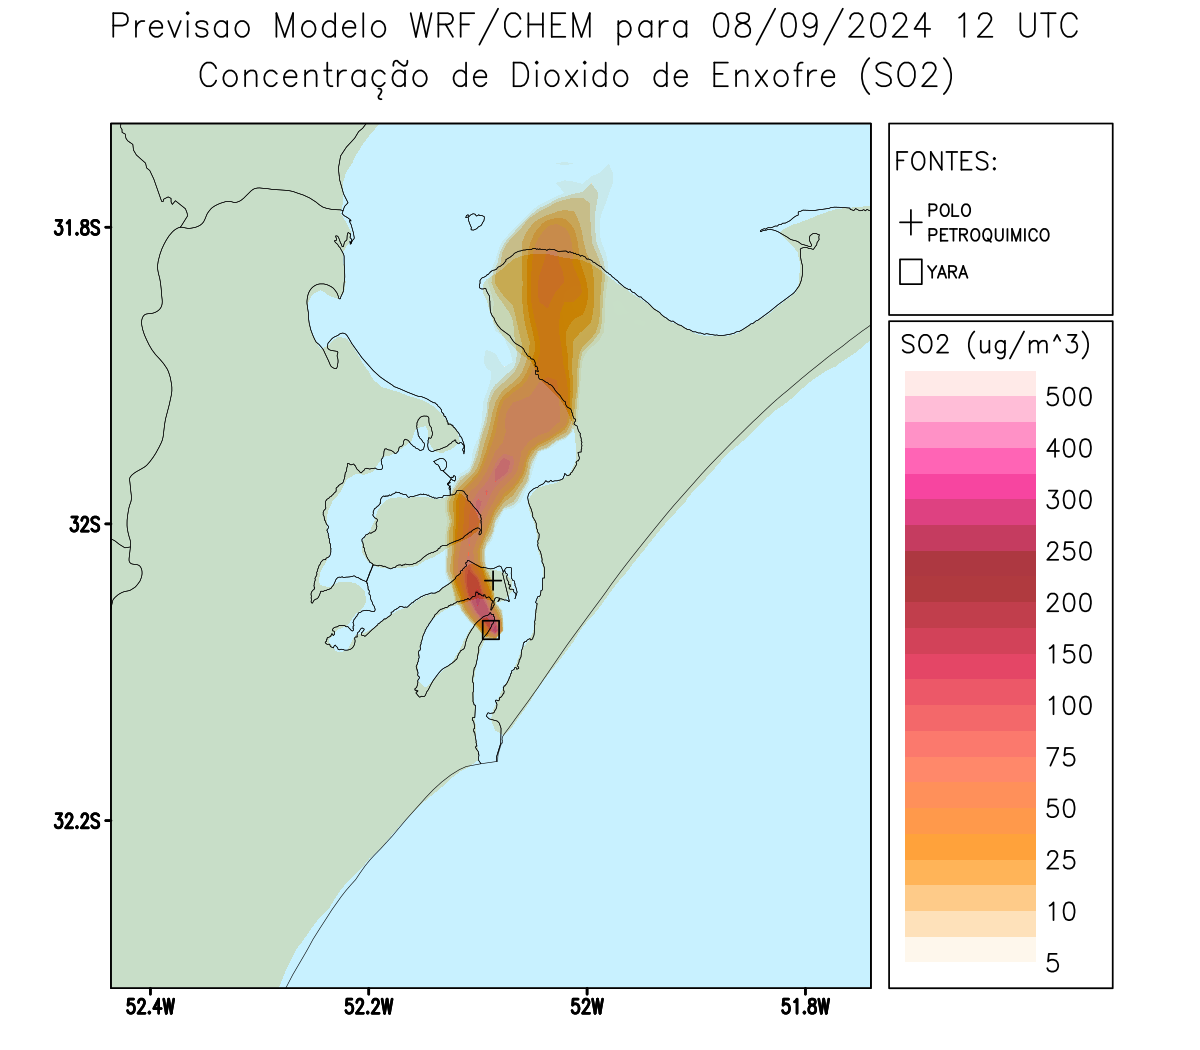 Previsao Modelo WRF/CHEM para 08/09/2024 12 UTC
Concentração de Dioxido de Enxofre (SO2)
FONTES:
POLO
PETROQUIMICO
YARA
SO2 (ug/m^3)
500
400
300
250
200
150
100
75
50
25
10
5
31.8S
32S
32.2S
52.4W
52.2W
52W
51.8W